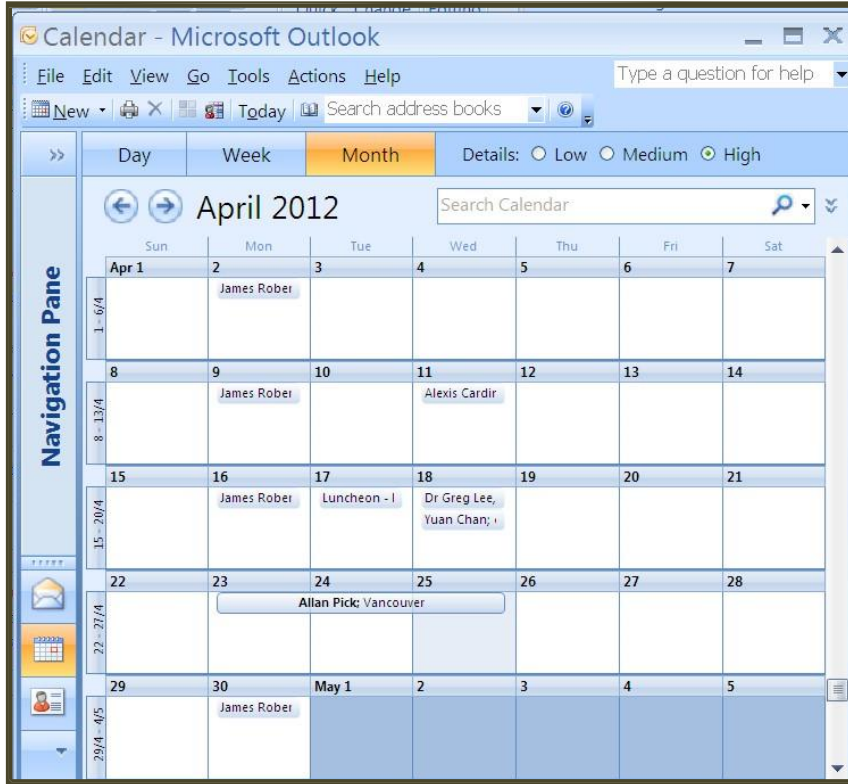 Calendar - Microsoft Outlook
File Edit View Go Tools Actions Help
Type a question for help
New Today Search address books
Day Week Month Details: Low Medium High
April 2012
Search Calendar
Navigation Pane
Sun Mon Tue Wed Thu Fri Sat
1 - 6/4
Apr 1 2 3 4 5 6 7
James Rober
8 - 13/4
8 9 10 11 12 13 14
James Rober Alexis Cardir
15 - 20/4
15 16 17 18 19 20 21
James Rober Luncheon - Dr Greg Lee,
Yuan Chan;
22 - 27/4
22 23 24 25 26 27 28
Allan Pick; Vancouver
29/4 - 4/5
29 30 May 1 2 3 4 5
James Rober